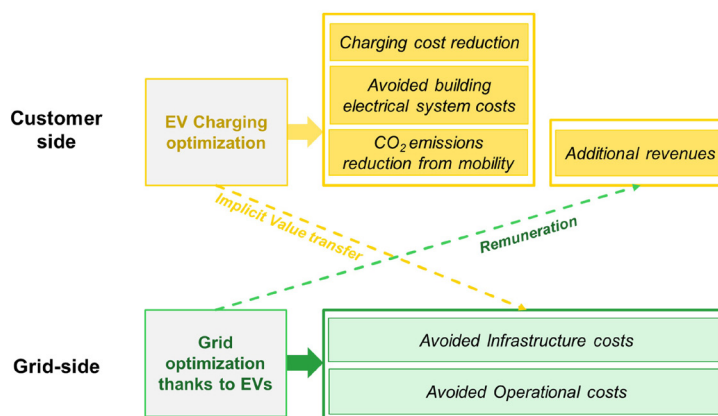 Charging cost reduction
Customer
side
EV Charging
optimization
Avoided building
electrical system costs
CO₂ emissions
reduction from mobility
Additional revenues
Implicit Value transfer
Remuneration
Grid-side
Grid
optimization
thanks to EVs
Avoided Infrastructure costs
Avoided Operational costs